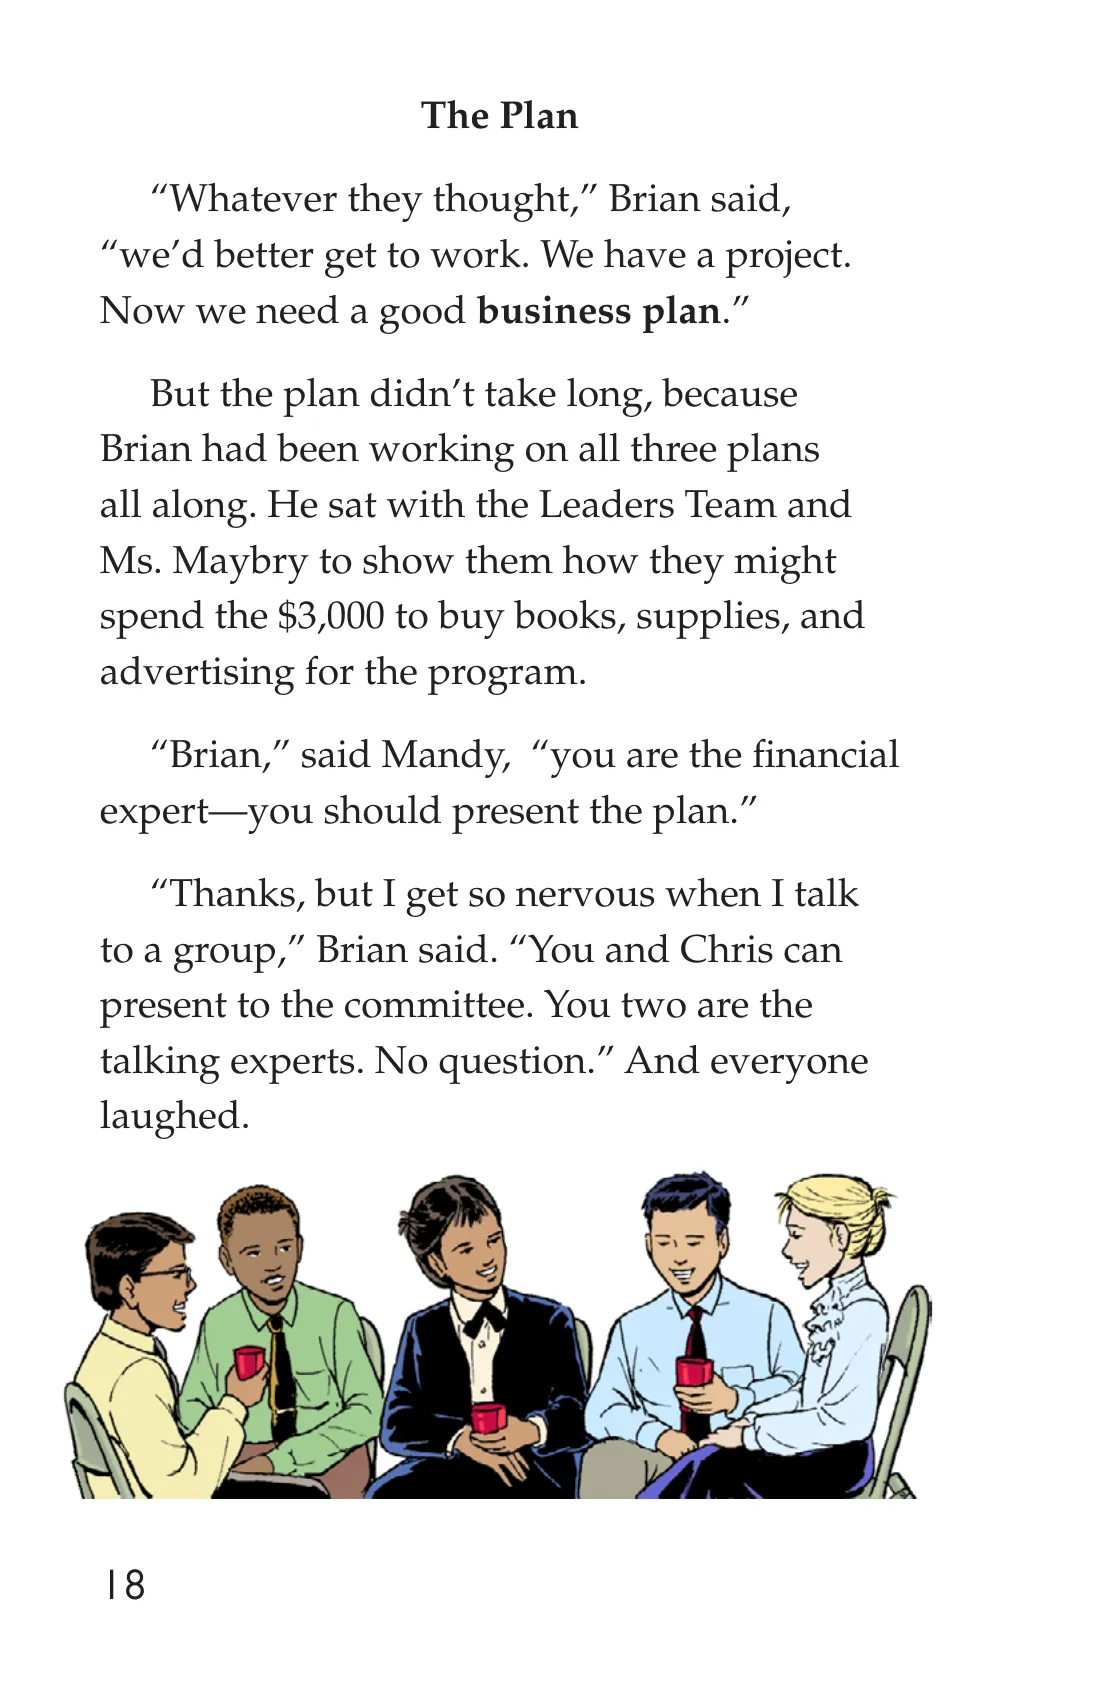 The Plan
“Whatever they thought,” Brian said,
“we’d better get to work. We have a project.
Now we need a good business plan.”
But the plan didn’t take long, because
Brian had been working on all three plans
all along. He sat with the Leaders Team and
Ms. Maybry to show them how they might
spend the $3,000 to buy books, supplies, and
advertising for the program.
“Brian,” said Mandy,  “you are the financial
expert—you should present the plan.”
“Thanks, but I get so nervous when I talk
to a group,” Brian said. “You and Chris can
present to the committee. You two are the
talking experts. No question.” And everyone
laughed.
18